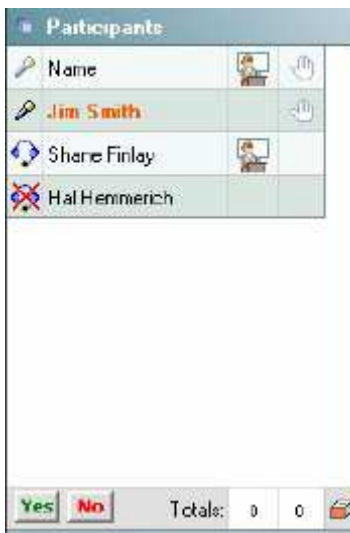 Participants
Name
Jim Smith
Shane Finlay
Hal Hemmerich
Yes No Totals: 0 0